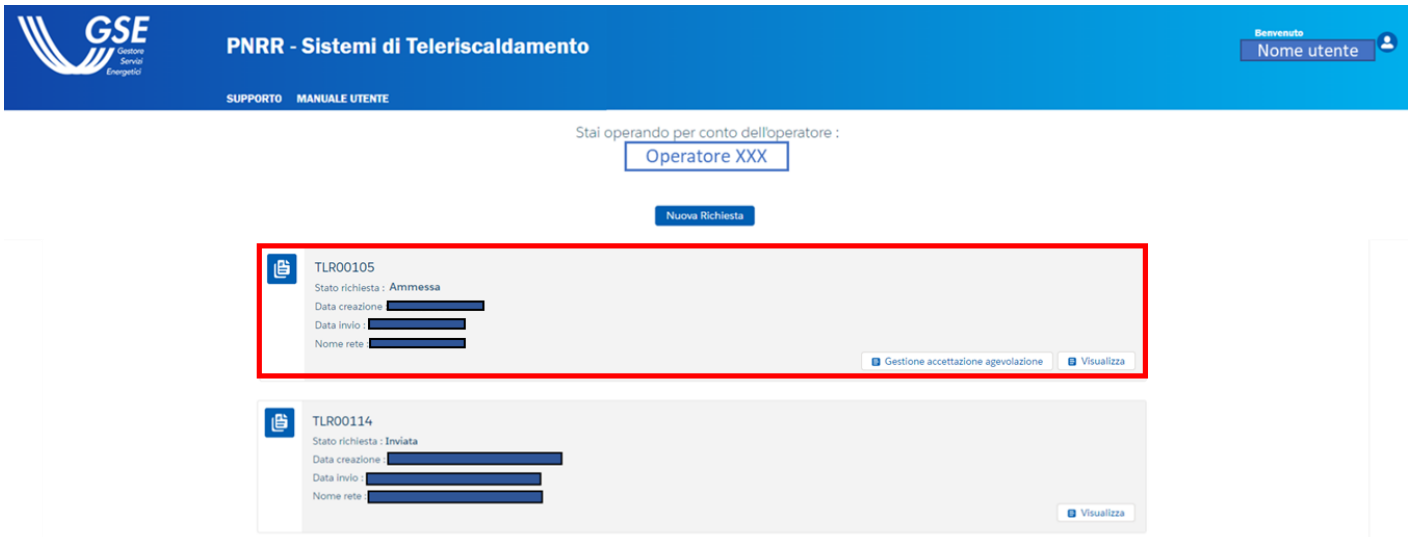 GSE
Gestore
Servizi
Energetici
PNRR - Sistemi di Teleriscaldamento
Benvenuto
Nome utente
SUPPORTO MANUALE UTENTE
Stai operando per conto dell'operatore :
Operatore XXX
Nuova Richiesta
TLR00105
Stato richiesta : Ammessa
Data creazione :
Data invio :
Nome rete :
Gestione accettazione agevolazione Visualizza
TLR00114
Stato richiesta : Inviata
Data creazione :
Data invio :
Nome rete :
Visualizza